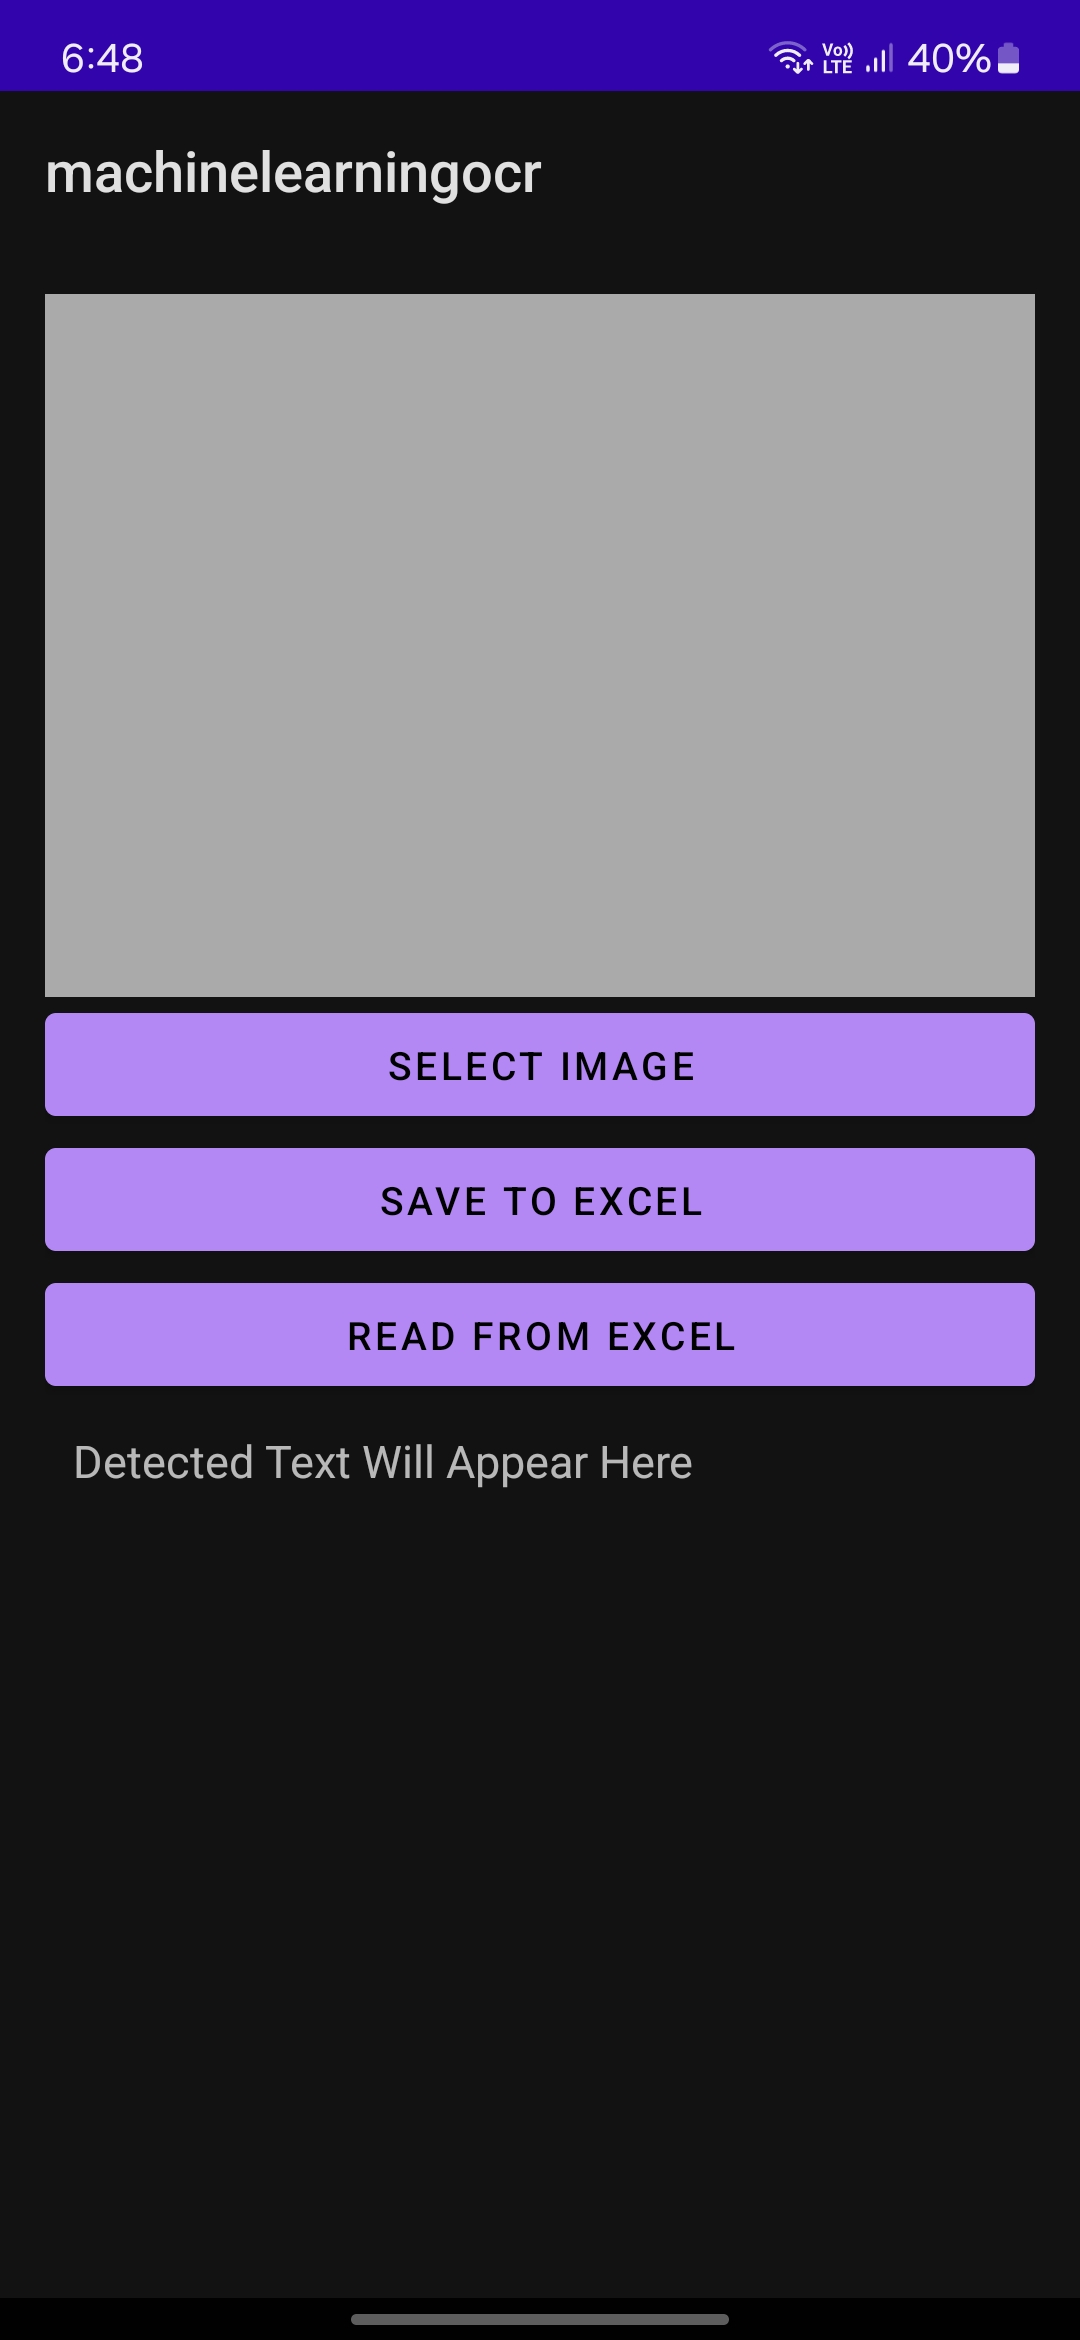 6:48 Vo)) LTE 40%
machinelearningocr
SELECT IMAGE
SAVE TO EXCEL
READ FROM EXCEL
Detected Text Will Appear Here